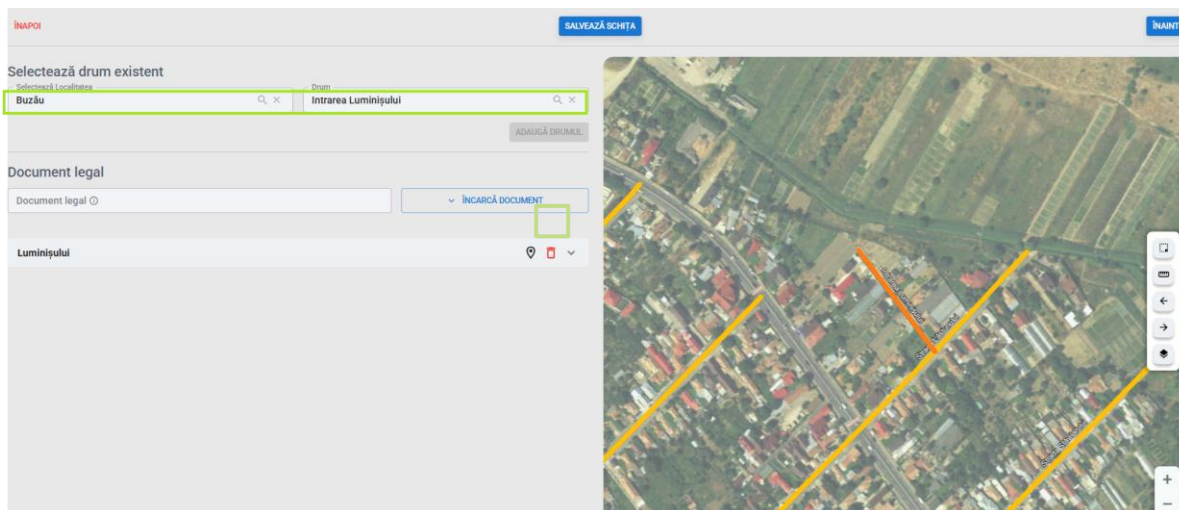 ÎNAPOI
SALVEAZĂ SCHIȚA
ÎNAINT
Selectează drum existent
Selectează Localitatea
Buzău
Drum
Intrarea Luminișului
ADAUGĂ DRUMUL
Document legal
Document legal
ÎNCARCĂ DOCUMENT
Luminișului
Strada